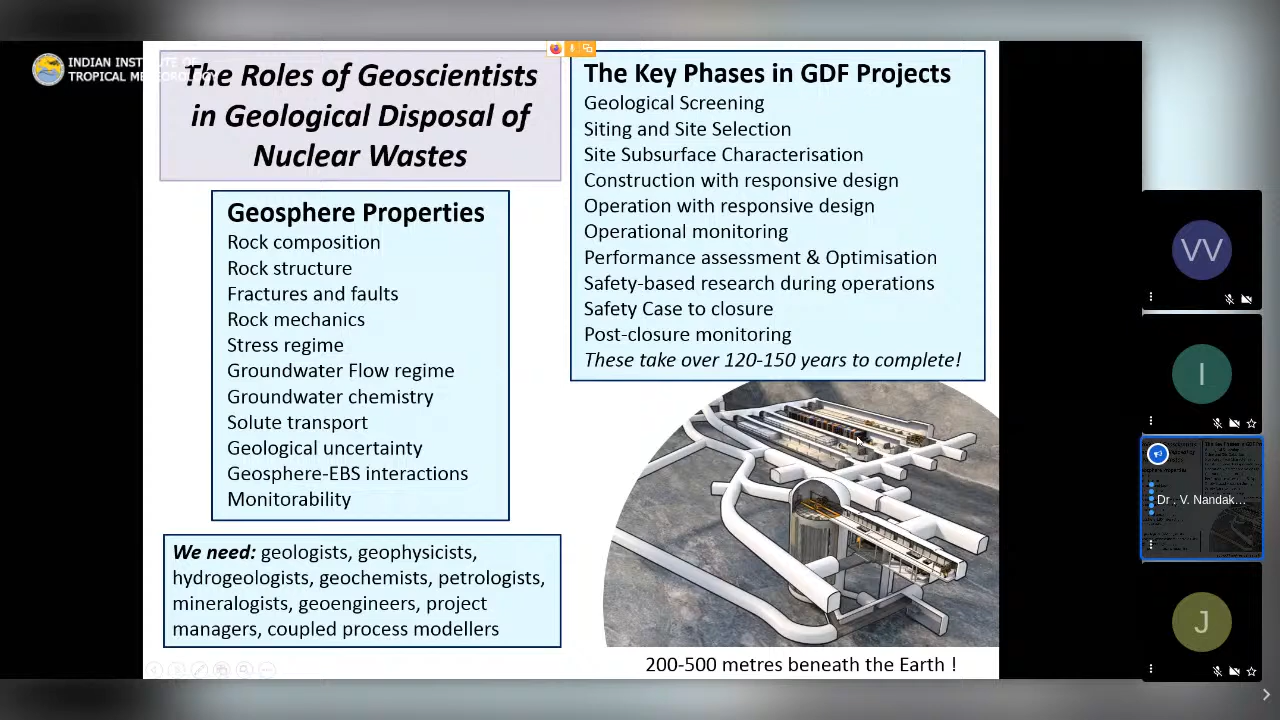 INDIAN INSTITUTE OF
TROPICAL METEOROLOGY
The Roles of Geoscientists
in Geological Disposal of
Nuclear Wastes
Geosphere Properties
Rock composition
Rock structure
Fractures and faults
Rock mechanics
Stress regime
Groundwater Flow regime
Groundwater chemistry
Solute transport
Geological uncertainty
Geosphere-EBS interactions
Monitorability
We need: geologists, geophysicists,
hydrogeologists, geochemists, petrologists,
mineralogists, geoengineers, project
managers, coupled process modellers
The Key Phases in GDF Projects
Geological Screening
Siting and Site Selection
Site Subsurface Characterisation
Construction with responsive design
Operation with responsive design
Operational monitoring
Performance assessment & Optimisation
Safety-based research during operations
Safety Case to closure
Post-closure monitoring
These take over 120-150 years to complete!
200-500 metres beneath the Earth !
VV
I
Dr . V. Nandak...
J